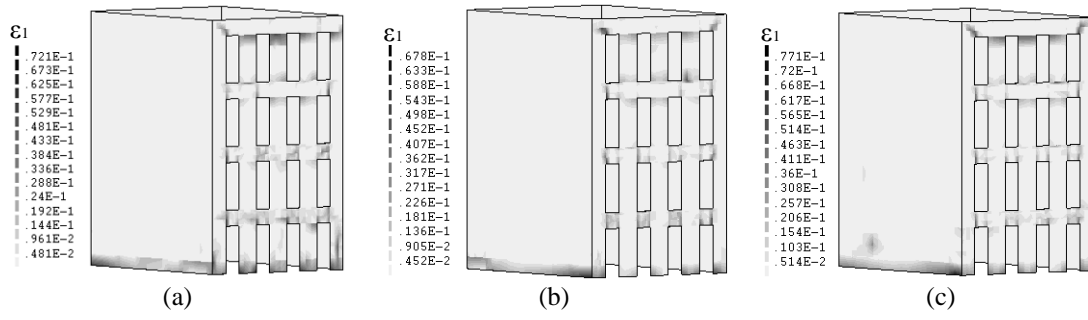 ε1
.721E-1
.673E-1
.625E-1
.577E-1
.529E-1
.481E-1
.433E-1
.384E-1
.336E-1
.288E-1
.24E-1
.192E-1
.144E-1
.961E-2
.481E-2
(a)
ε1
.678E-1
.633E-1
.588E-1
.543E-1
.498E-1
.452E-1
.407E-1
.362E-1
.317E-1
.271E-1
.226E-1
.181E-1
.136E-1
.905E-2
.452E-2
(b)
ε1
.771E-1
.72E-1
.668E-1
.617E-1
.565E-1
.514E-1
.463E-1
.411E-1
.36E-1
.308E-1
.257E-1
.206E-1
.154E-1
.103E-1
.514E-2
(c)